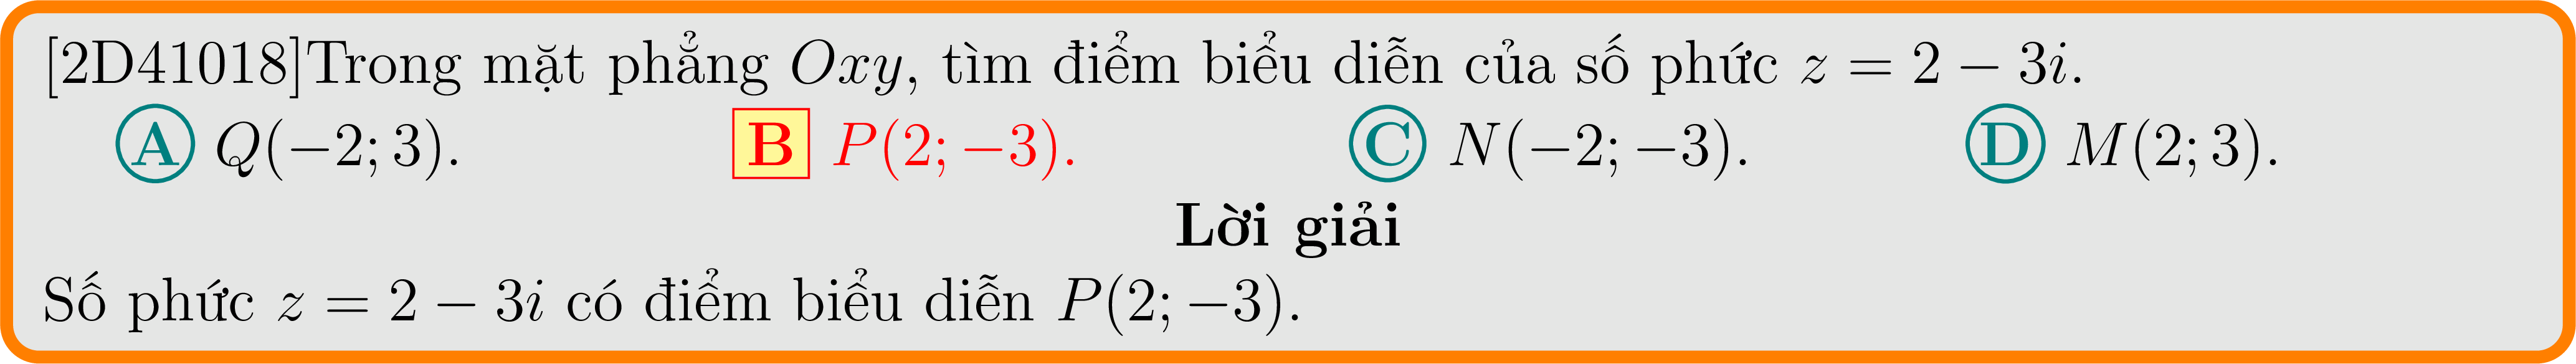 [2D41018]Trong mặt phẳng Oxy, tìm điểm biểu diễn của số phức z = 2 − 3i.
A Q(−2; 3). B P(2; −3). C N(−2; −3). D M(2; 3).
Lời giải
Số phức z = 2 − 3i có điểm biểu diễn P(2; −3).